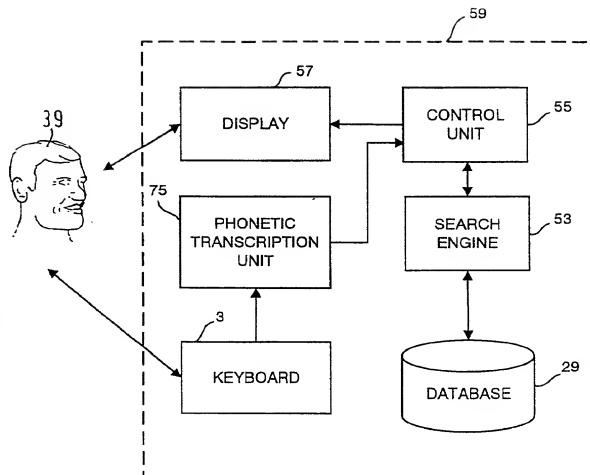 59
57
DISPLAY
CONTROL
UNIT
55
39
75
PHONETIC
TRANSCRIPTION
UNIT
SEARCH
ENGINE
53
3
KEYBOARD
DATABASE
29